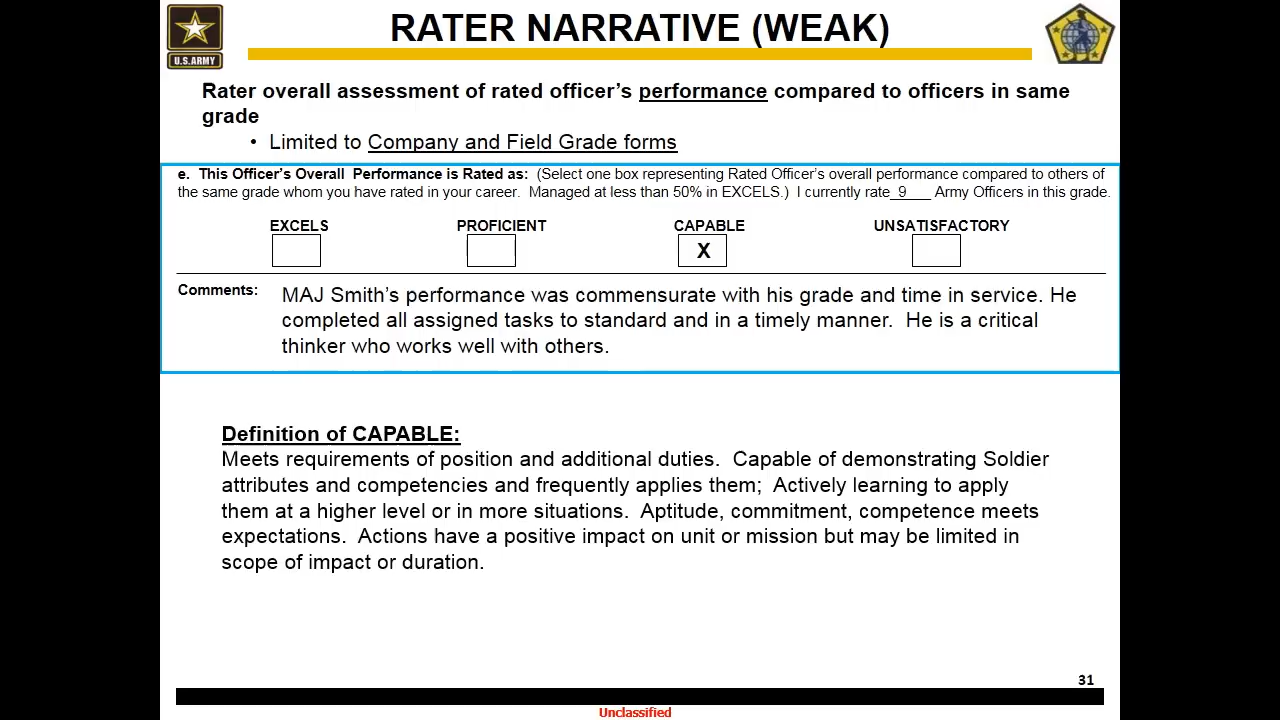 RATER NARRATIVE (WEAK)
U.S.ARMY
Rater overall assessment of rated officer’s performance compared to officers in same
grade
• Limited to Company and Field Grade forms
e. This Officer’s Overall Performance is Rated as: (Select one box representing Rated Officer’s overall performance compared to others of
the same grade whom you have rated in your career. Managed at less than 50% in EXCELS.) I currently rate 9 Army Officers in this grade.
EXCELS PROFICIENT CAPABLE UNSATISFACTORY
X
Comments: MAJ Smith’s performance was commensurate with his grade and time in service. He
completed all assigned tasks to standard and in a timely manner. He is a critical
thinker who works well with others.
Definition of CAPABLE:
Meets requirements of position and additional duties. Capable of demonstrating Soldier
attributes and competencies and frequently applies them; Actively learning to apply
them at a higher level or in more situations. Aptitude, commitment, competence meets
expectations. Actions have a positive impact on unit or mission but may be limited in
scope of impact or duration.
31
Unclassified